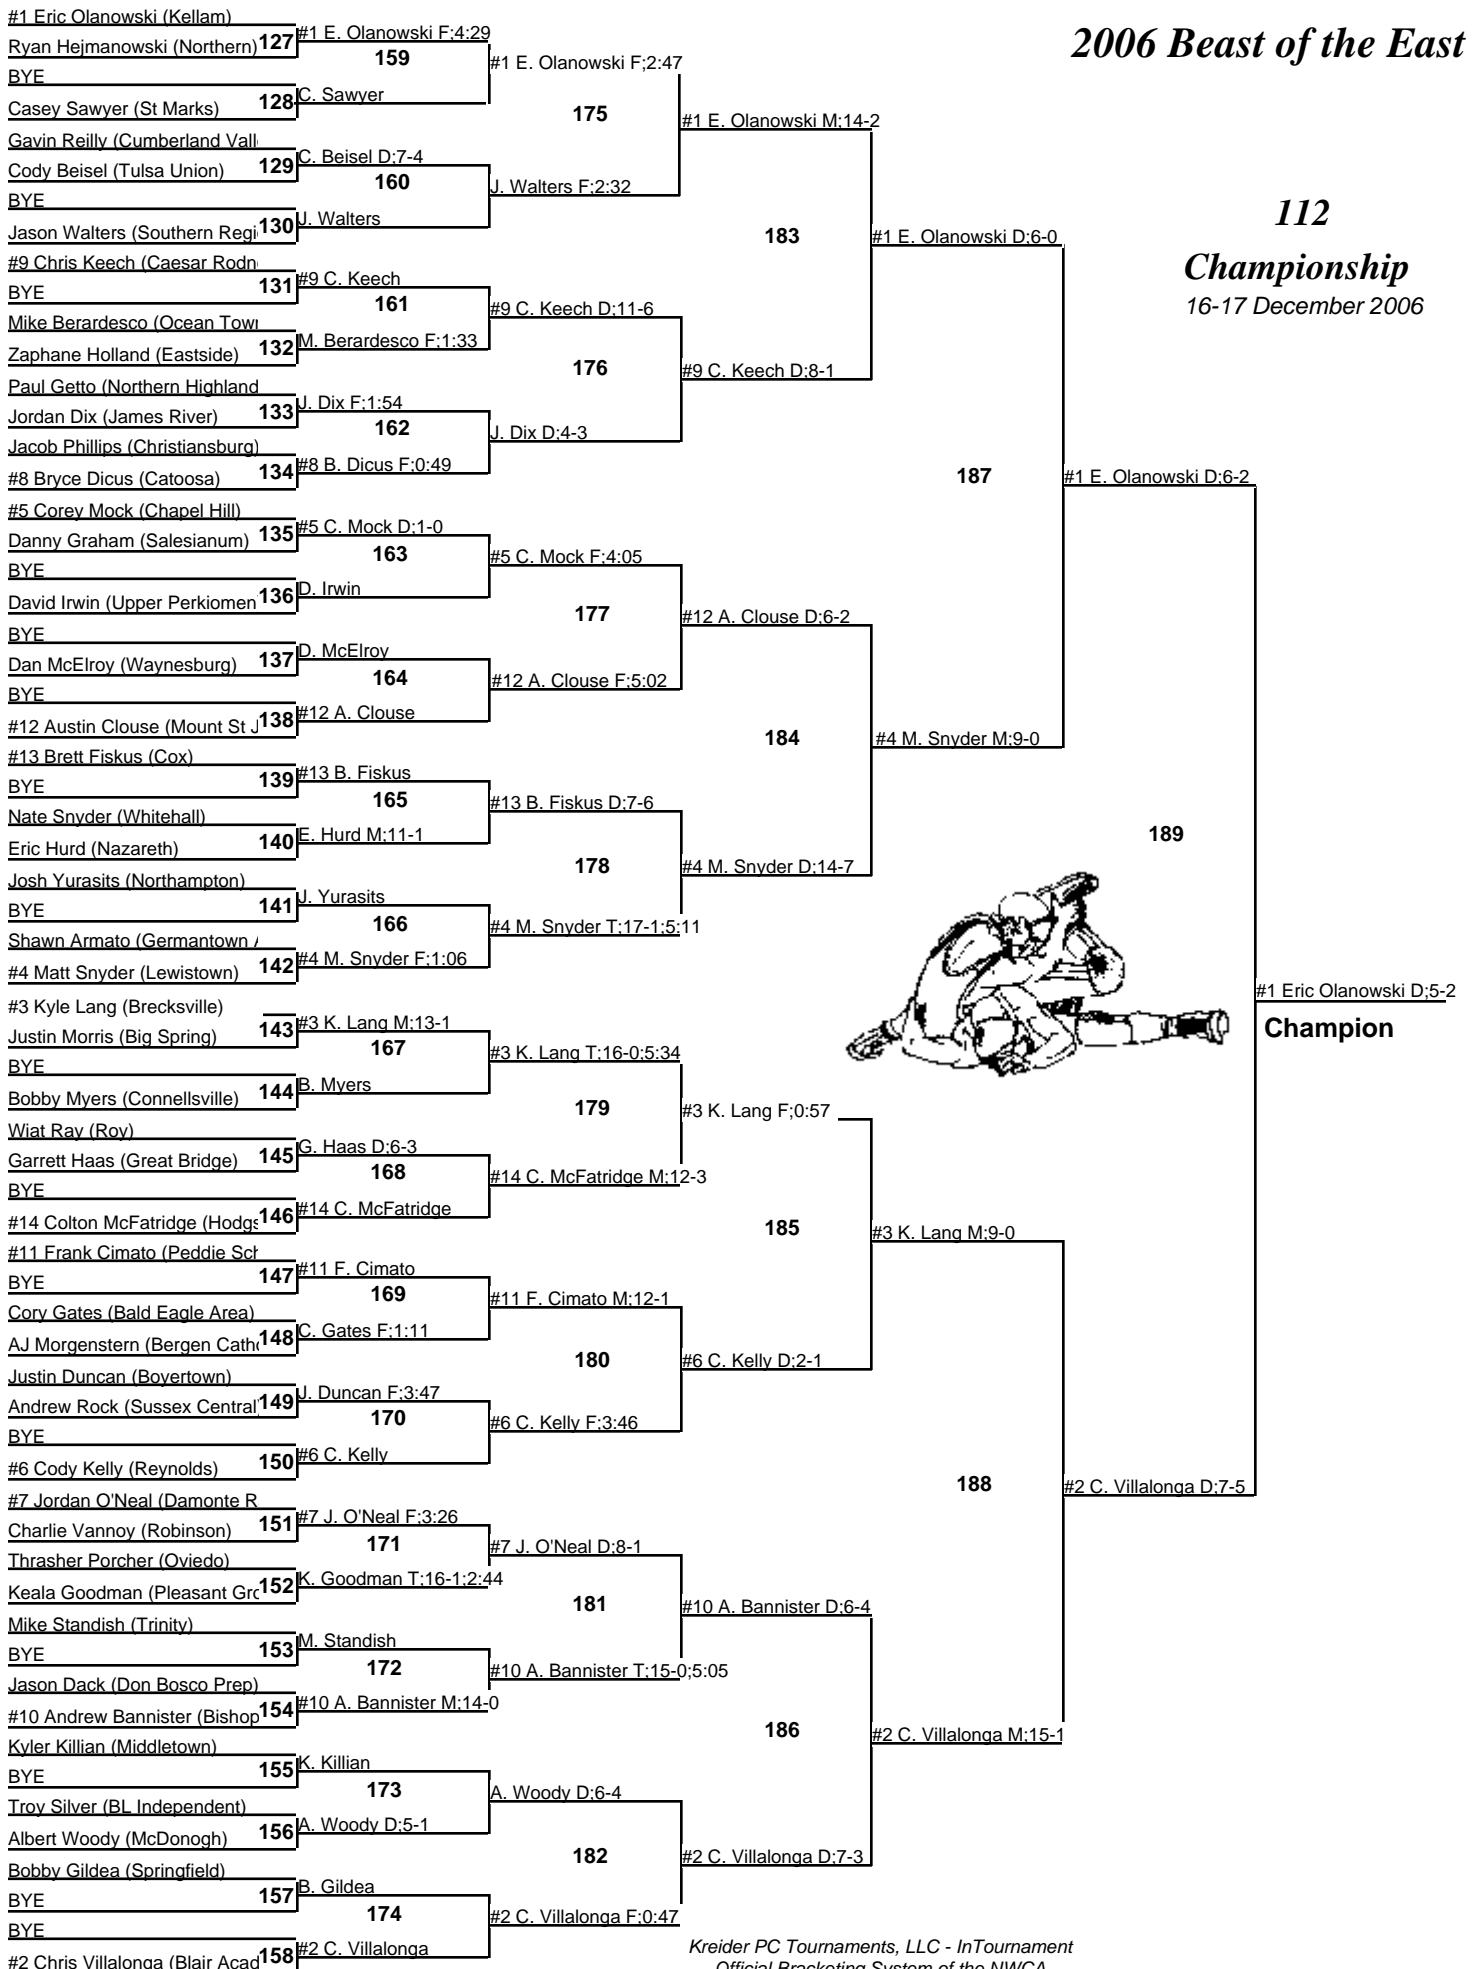 2006 Beast of the East
112
Championship
16-17 December 2006
#1 Eric Olanowski (Kellam)
Ryan Hejmanowski (Northern)
127
BYE
Casey Sawyer (St Marks)
128
Gavin Reilly (Cumberland Vall
Cody Beisel (Tulsa Union)
129
BYE
Jason Walters (Southern Regi
130
#9 Chris Keech (Caesar Rodn
BYE
131
Mike Berardesco (Ocean Town
Zaphane Holland (Eastside)
132
Paul Getto (Northern Highland
Jordan Dix (James River)
133
Jacob Phillips (Christiansburg)
#8 Bryce Dicus (Catoosa)
134
#5 Corey Mock (Chapel Hill)
Danny Graham (Salesianum)
135
BYE
David Irwin (Upper Perkiomen
136
BYE
Dan McElroy (Waynesburg)
137
BYE
#12 Austin Clouse (Mount St J
138
#13 Brett Fiskus (Cox)
BYE
139
Nate Snyder (Whitehall)
Eric Hurd (Nazareth)
140
Josh Yurasits (Northampton)
BYE
141
Shawn Armato (Germantown A
#4 Matt Snyder (Lewistown)
142
#3 Kyle Lang (Brecksville)
Justin Morris (Big Spring)
143
BYE
Bobby Myers (Connellsville)
144
Wiat Ray (Roy)
Garrett Haas (Great Bridge)
145
BYE
#14 Colton McFatridge (Hodgs
146
#11 Frank Cimato (Peddie Sch
BYE
147
Cory Gates (Bald Eagle Area)
AJ Morgenstern (Bergen Catho
148
Justin Duncan (Boyertown)
Andrew Rock (Sussex Central)
149
BYE
#6 Cody Kelly (Reynolds)
150
#7 Jordan O'Neal (Damonte R
Charlie Vannoy (Robinson)
151
Thrasher Porcher (Oviedo)
Keala Goodman (Pleasant Gro
152
Mike Standish (Trinity)
BYE
153
Jason Dack (Don Bosco Prep)
#10 Andrew Bannister (Bishop
154
Kyler Killian (Middletown)
BYE
155
Troy Silver (BL Independent)
Albert Woody (McDonogh)
156
Bobby Gildea (Springfield)
BYE
157
BYE
#2 Chris Villalonga (Blair Acad
158
#1 E. Olanowski F;4:29
159
C. Sawyer
C. Beisel D;7-4
160
J. Walters
#9 C. Keech
161
M. Berardesco F;1:33
J. Dix F;1:54
162
#8 B. Dicus F;0:49
#5 C. Mock D;1-0
163
D. Irwin
D. McElroy
164
#12 A. Clouse
#13 B. Fiskus
165
E. Hurd M;11-1
J. Yurasits
166
#4 M. Snyder F;1:06
#3 K. Lang M;13-1
167
B. Myers
G. Haas D;6-3
168
#14 C. McFatridge
#11 F. Cimato
169
C. Gates F;1:11
J. Duncan F;3:47
170
#6 C. Kelly
#7 J. O'Neal F;3:26
171
K. Goodman T;16-1;2:44
M. Standish
172
#10 A. Bannister M;14-0
K. Killian
173
A. Woody D;5-1
B. Gildea
174
#2 C. Villalonga
#1 E. Olanowski F;2:47
175
J. Walters F;2:32
#9 C. Keech D;11-6
176
J. Dix D;4-3
#5 C. Mock F;4:05
177
#12 A. Clouse F;5:02
#13 B. Fiskus D;7-6
178
#4 M. Snyder T;17-1;5:11
#3 K. Lang T;16-0;5:34
179
#14 C. McFatridge M;12-3
#11 F. Cimato M;12-1
180
#6 C. Kelly F;3:46
#7 J. O'Neal D;8-1
181
#10 A. Bannister T;15-0;5:05
A. Woody D;6-4
182
#2 C. Villalonga F;0:47
#1 E. Olanowski M;14-2
183
#9 C. Keech D;8-1
#12 A. Clouse D;6-2
184
#4 M. Snyder D;14-7
#3 K. Lang F;0:57
185
#6 C. Kelly D;2-1
#10 A. Bannister D;6-4
186
#2 C. Villalonga D;7-3
#1 E. Olanowski D;6-0
187
#4 M. Snyder M;9-0
#3 K. Lang M;9-0
188
#2 C. Villalonga M;15-1
#1 E. Olanowski D;6-2
189
#2 C. Villalonga D;7-5
#1 Eric Olanowski D;5-2
Champion
Kreider PC Tournaments, LLC - InTournament
Official Bracketing System of the NWCA